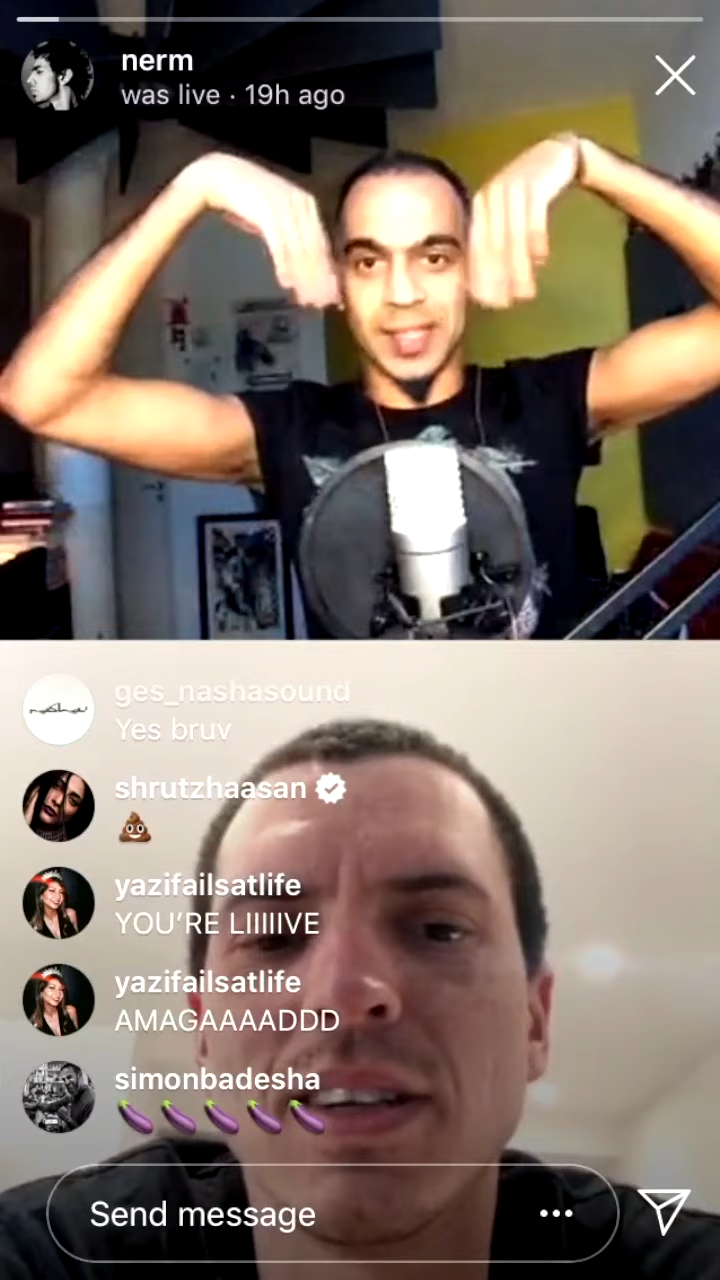 nerm
was live · 19h ago
ges_nashasound
Yes bruv
shrutzhaasan
💩
yazifailsatlife
YOU'RE LIIIIIVE
yazifailsatlife
AMAGAAAADDD
simonbadesha
🍆🍆🍆🍆🍆
Send message